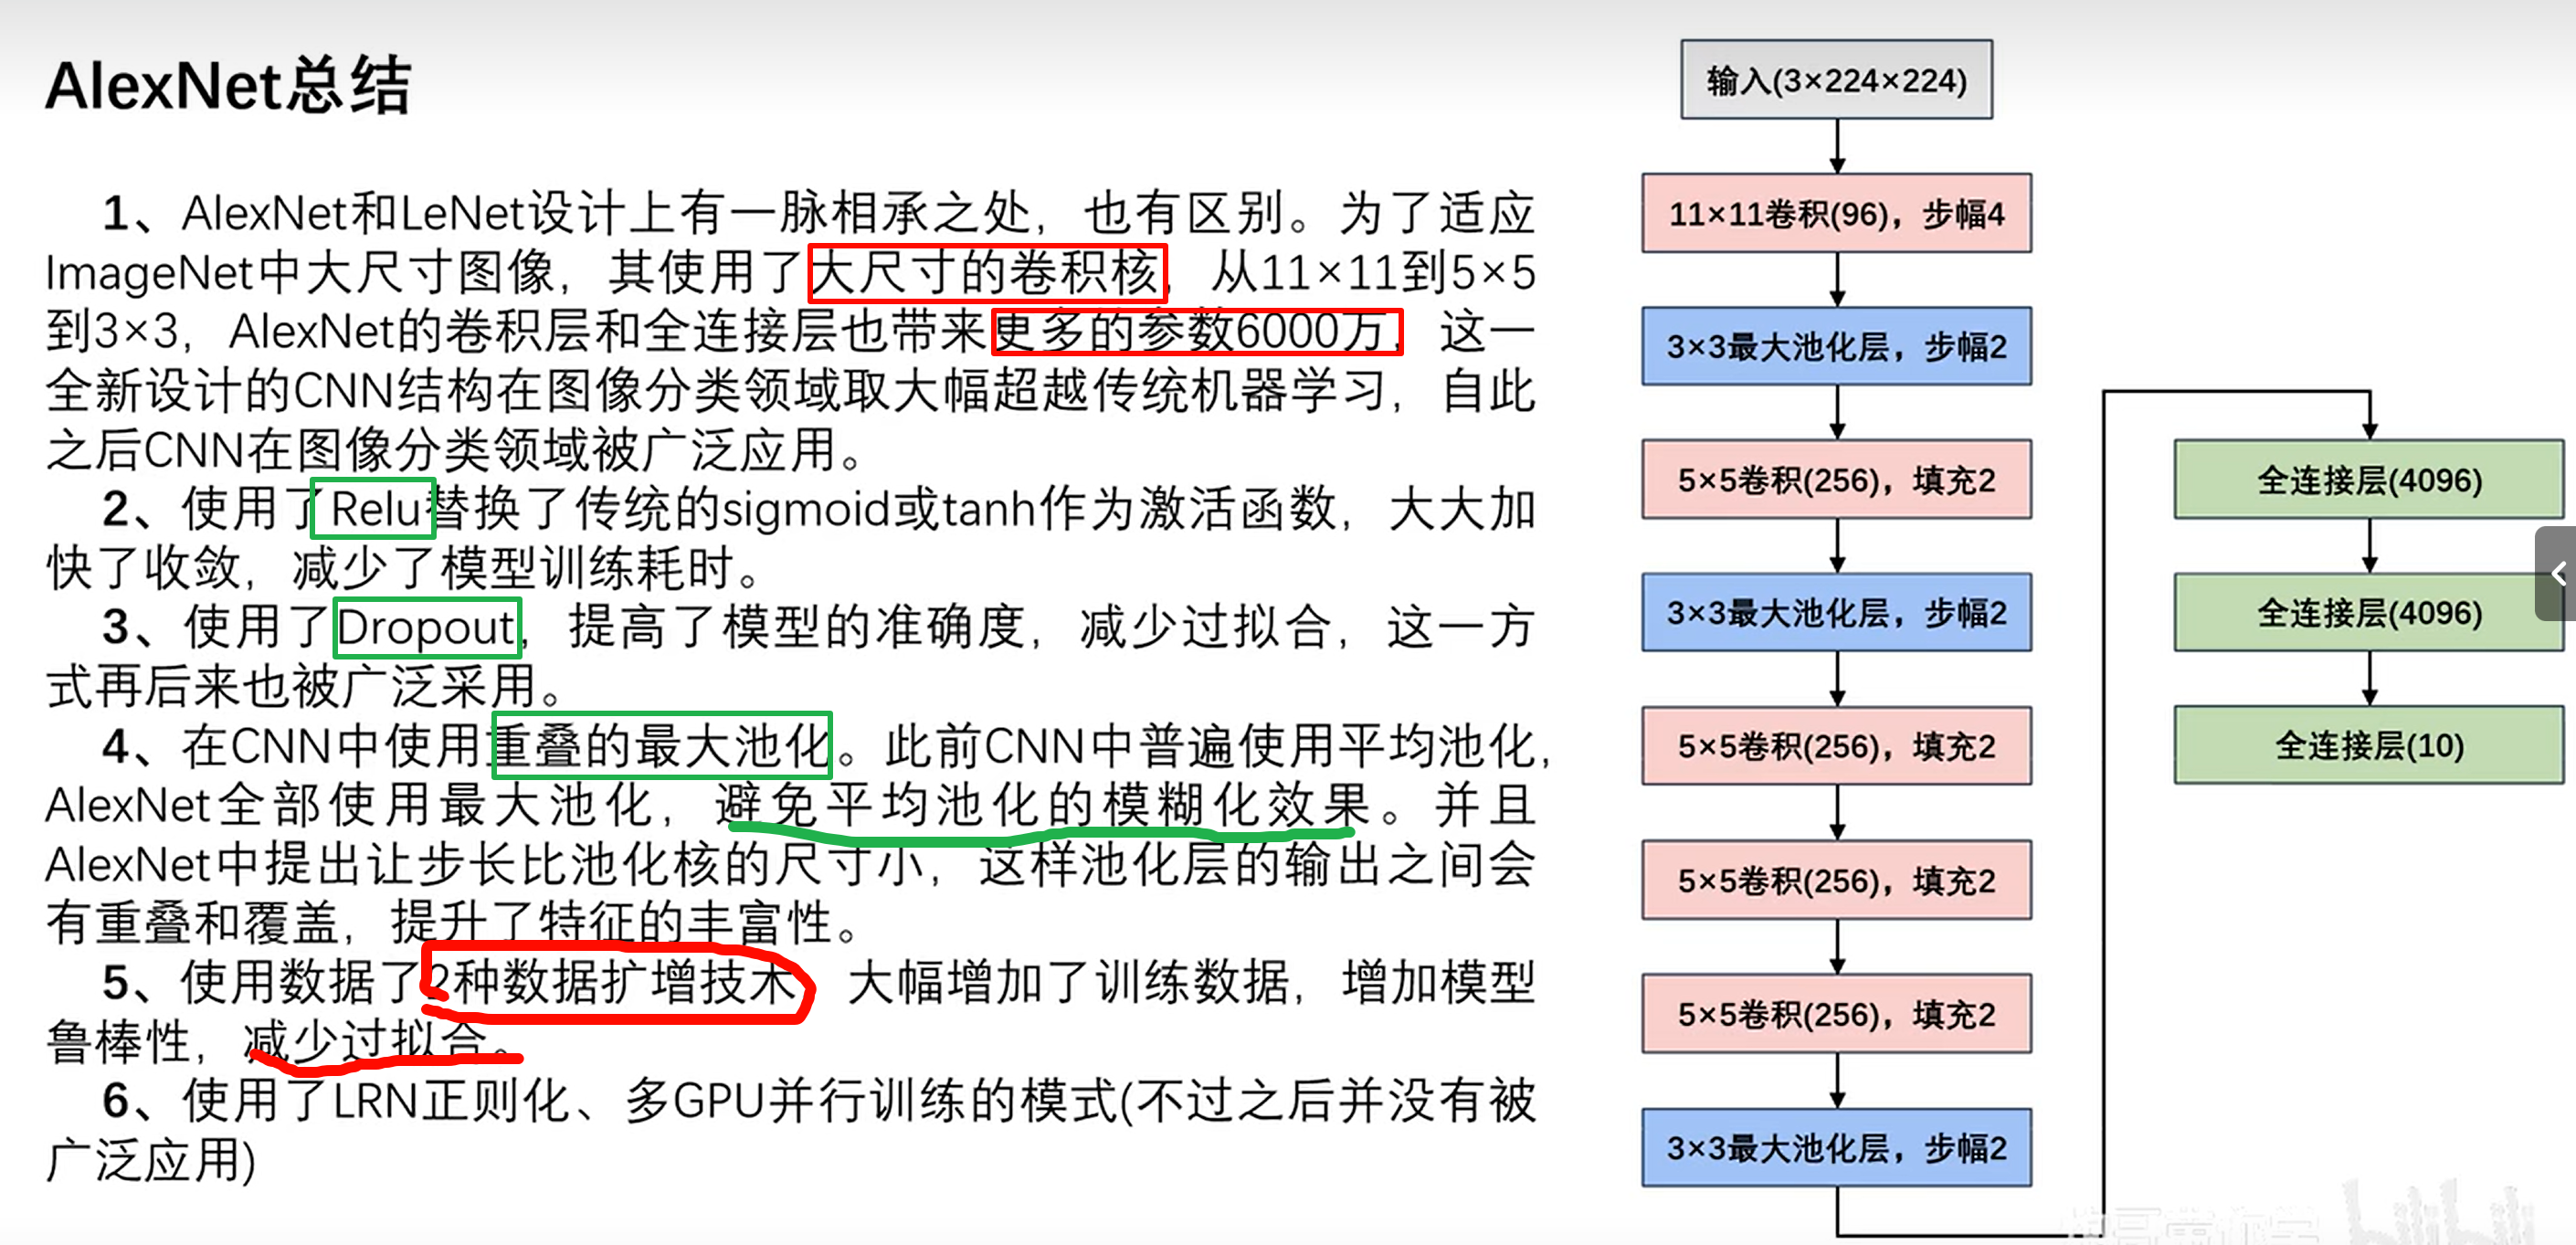 AlexNet总结
1、AlexNet和LeNet设计上有一脉相承之处，也有区别。为了适应
ImageNet中大尺寸图像，其使用了大尺寸的卷积核，从11×11到5×5
到3×3，AlexNet的卷积层和全连接层也带来更多的参数6000万，这一
全新设计的CNN结构在图像分类领域取大幅超越传统机器学习，自此
之后CNN在图像分类领域被广泛应用。
2、使用了Relu替换了传统的sigmoid或tanh作为激活函数，大大加
快了收敛，减少了模型训练耗时。
3、使用了Dropout，提高了模型的准确度，减少过拟合，这一方
式再后来也被广泛采用。
4、在CNN中使用重叠的最大池化。此前CNN中普遍使用平均池化，
AlexNet全部使用最大池化，避免平均池化的模糊化效果。并且
AlexNet中提出让步长比池化核的尺寸小，这样池化层的输出之间会
有重叠和覆盖，提升了特征的丰富性。
5、使用数据了2种数据扩增技术，大幅增加了训练数据，增加模型
鲁棒性，减少过拟合。
6、使用了LRN正则化、多GPU并行训练的模式(不过之后并没有被
广泛应用)
输入(3×224×224)
11×11卷积(96)，步幅4
3×3最大池化层，步幅2
5×5卷积(256)，填充2
3×3最大池化层，步幅2
5×5卷积(256)，填充2
5×5卷积(256)，填充2
5×5卷积(256)，填充2
3×3最大池化层，步幅2
全连接层(4096)
全连接层(4096)
全连接层(10)